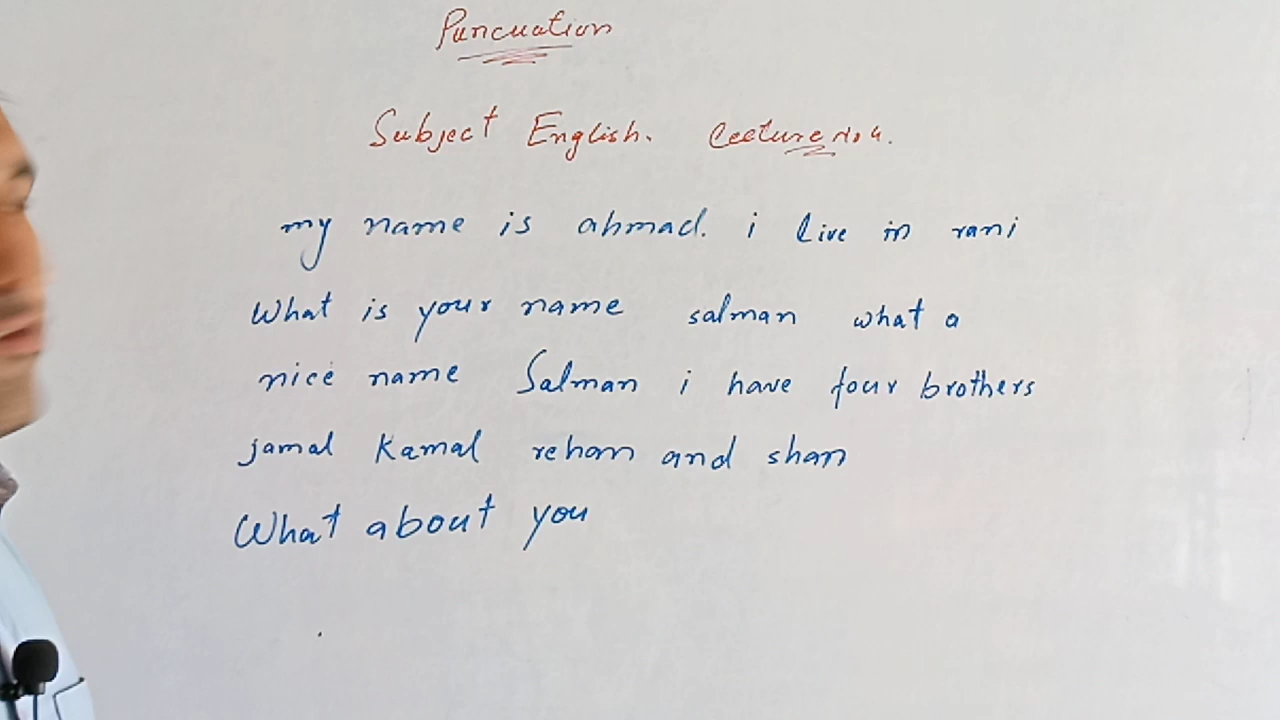 Puncuation
Subject English. Lecture No 4.
my name is ahmad. i live in rani
What is your name salman what a
nice name Salman i have four brothers
jamal Kamal rehan and shan
What about you